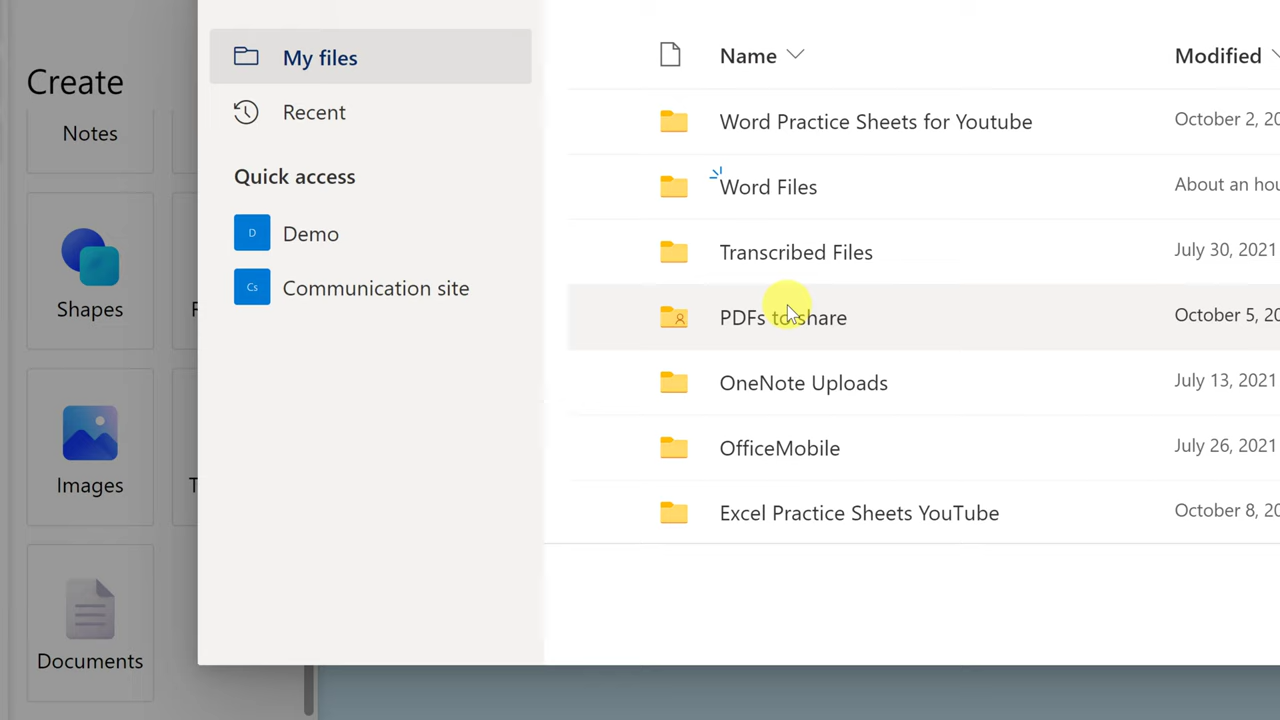 Create
Notes
Shapes
Images
Documents
My files
Recent
Quick access
D Demo
Cs Communication site
Name Modified
Word Practice Sheets for Youtube October 2, 20
Word Files About an hou
Transcribed Files July 30, 2021
PDFs to share October 5, 20
OneNote Uploads July 13, 2021
OfficeMobile July 26, 2021
Excel Practice Sheets YouTube October 8, 20